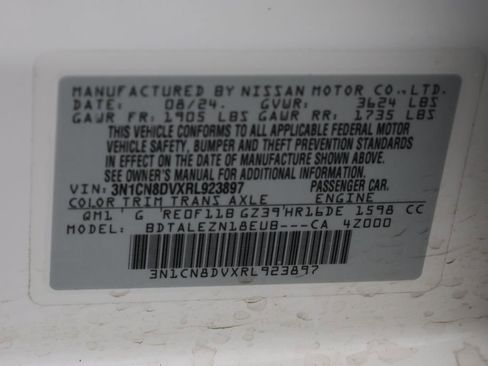 MANUFACTURED BY NISSAN MOTOR CO.,LTD.
DATE: 08/24. GVWR: 3624 LBS
GAWR FR: 1905 LBS GAWR RR: 1735 LBS
THIS VEHICLE CONFORMS TO ALL APPLICABLE FEDERAL MOTOR
VEHICLE SAFETY, BUMPER AND THEFT PREVENTION STANDARDS
IN EFFECT ON THE DATE OF MANUFACTURE SHOWN ABOVE.
SEE OWNERS MANUAL FOR ADDITIONAL INFORMATION.
VIN: 3N1CN8DVXRL923897 PASSENGER CAR.
COLOR TRIM TRANS AXLE ENGINE
QM1 G RE0F11B GZ39 HR16DE 1598 CC
MODEL: BDTALEZN18EUB---CA 4Z000
3N1CN8DVXRL923897